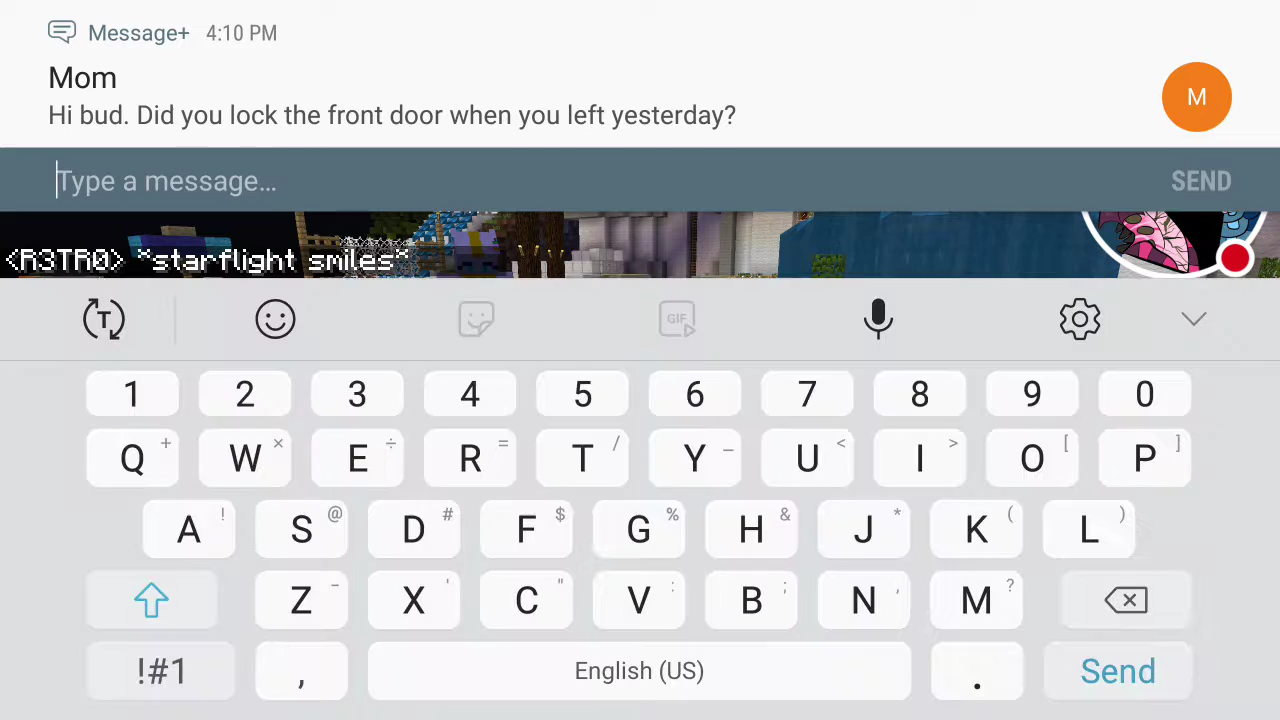 Message+ 4:10 PM
Mom
Hi bud. Did you lock the front door when you left yesterday?
M
Type a message...
SEND
<R3TR0> *starflight smiles*
T
GIF
1 2 3 4 5 6 7 8 9 0
Q + W × E ÷ R = T / Y _ U < I > O [ P ]
A ! S @ D # F $ G % H & J * K ( L )
Z - X ' C " V : B ; N , M ?
!#1 , English (US) . Send